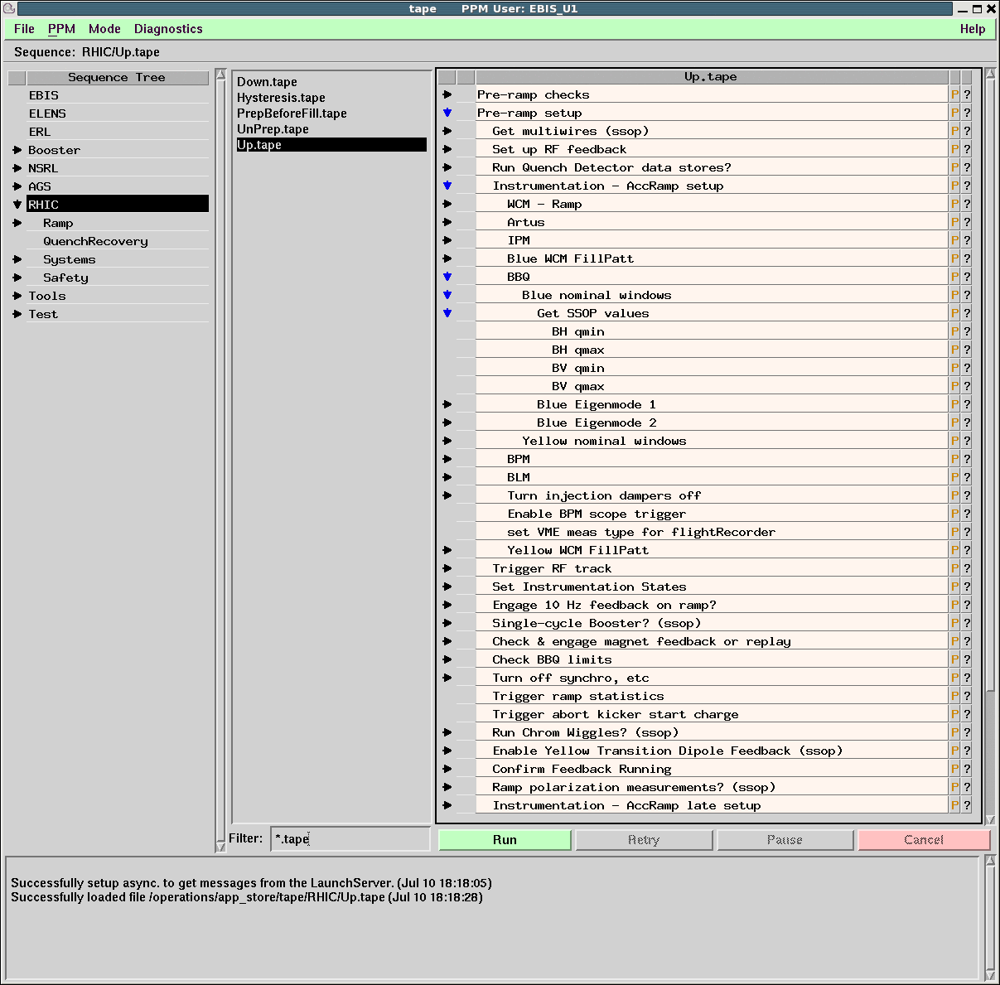 tape PPM User: EBIS_U1
File PPM Mode Diagnostics Help
Sequence: RHIC/Up.tape
Sequence Tree
EBIS
ELENS
ERL
Booster
NSRL
AGS
RHIC
Ramp
QuenchRecovery
Systems
Safety
Tools
Test
Down.tape
Hysteresis.tape
PrepBeforeFill.tape
UnPrep.tape
Up.tape
Filter: *.tape
Up.tape
Pre-ramp checks P ?
Pre-ramp setup P ?
Get multiwires (ssop) P ?
Set up RF feedback P ?
Run Quench Detector data stores? P ?
Instrumentation - AccRamp setup P ?
WCM - Ramp P ?
Artus P ?
IPM P ?
Blue WCM FillPatt P ?
BBQ P ?
Blue nominal windows P ?
Get SSOP values P ?
BH qmin P ?
BH qmax P ?
BV qmin P ?
BV qmax P ?
Blue Eigenmode 1 P ?
Blue Eigenmode 2 P ?
Yellow nominal windows P ?
BPM P ?
BLM P ?
Turn injection dampers off P ?
Enable BPM scope trigger P ?
set VME meas type for flightRecorder P ?
Yellow WCM FillPatt P ?
Trigger RF track P ?
Set Instrumentation States P ?
Engage 10 Hz feedback on ramp? P ?
Single-cycle Booster? (ssop) P ?
Check & engage magnet feedback or replay P ?
Check BBQ limits P ?
Turn off synchro, etc P ?
Trigger ramp statistics P ?
Trigger abort kicker start charge P ?
Run Chrom Wiggles? (ssop) P ?
Enable Yellow Transition Dipole Feedback (ssop) P ?
Confirm Feedback Running P ?
Ramp polarization measurements? (ssop) P ?
Instrumentation - AccRamp late setup P ?
Run Retry Pause Cancel
Successfully setup async. to get messages from the LaunchServer. (Jul 10 18:18:05)
Successfully loaded file /operations/app_store/tape/RHIC/Up.tape (Jul 10 18:18:28)